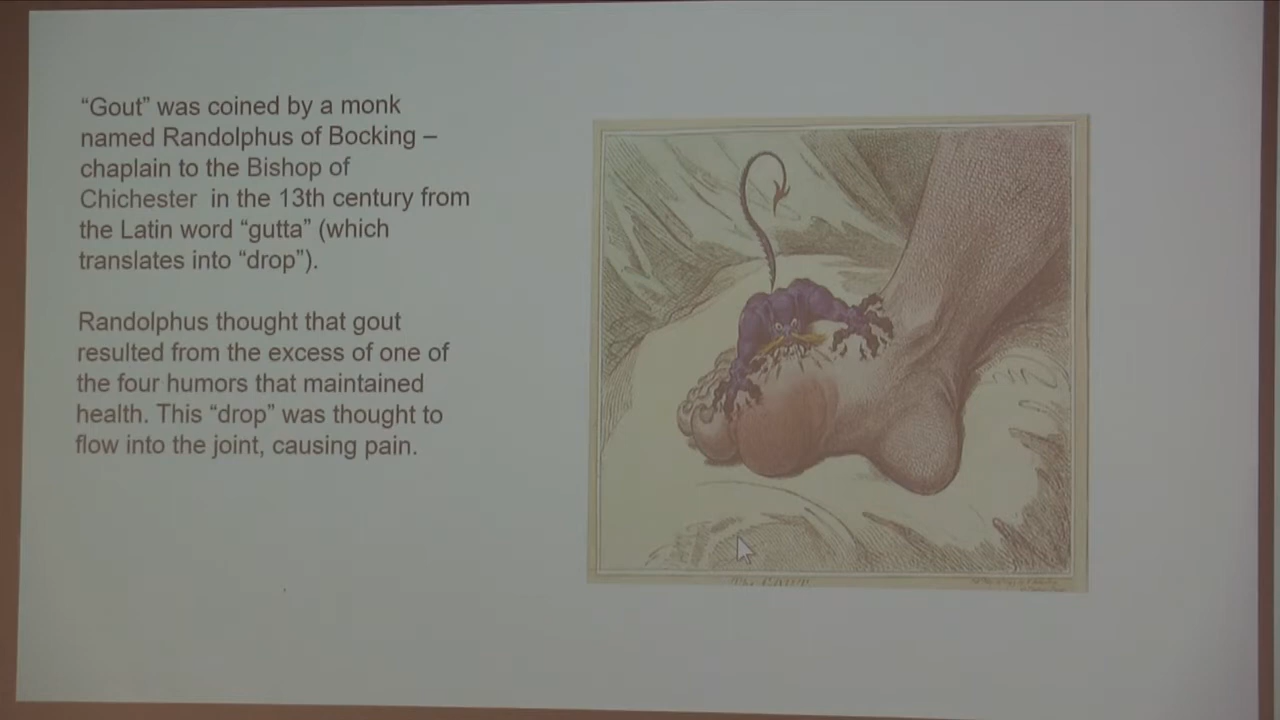 “Gout” was coined by a monk
named Randolphus of Bocking –
chaplain to the Bishop of
Chichester  in the 13th century from
the Latin word “gutta” (which
translates into “drop”).
Randolphus thought that gout
resulted from the excess of one of
the four humors that maintained
health. This “drop” was thought to
flow into the joint, causing pain.
The GOUT